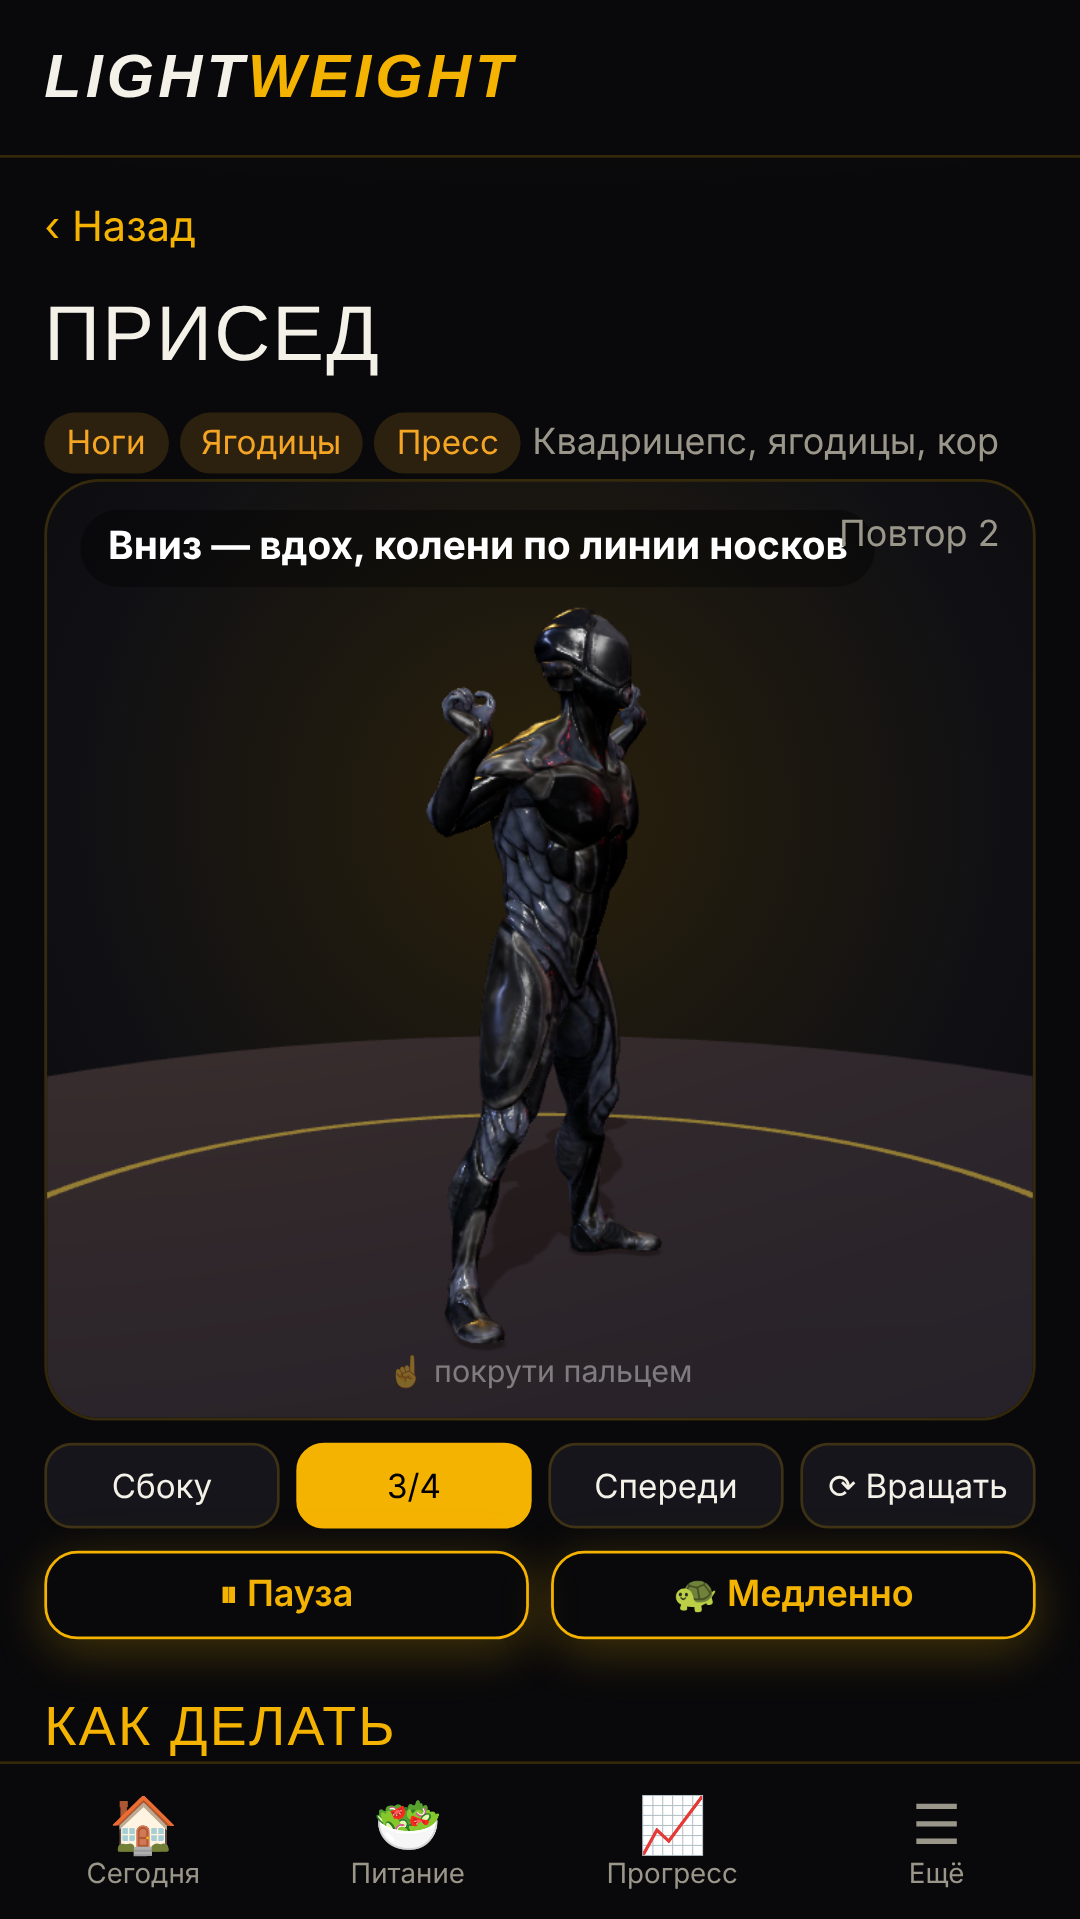 LIGHTWEIGHT
‹ Назад
ПРИСЕД
Ноги Ягодицы Пресс Квадрицепс, ягодицы, кор
Вниз — вдох, колени по линии носков
Повтор 2
☝ покрути пальцем
Сбоку 3/4 Спереди ⟳ Вращать
⏸ Пауза 🐢 Медленно
КАК ДЕЛАТЬ
Сегодня Питание Прогресс Ещё